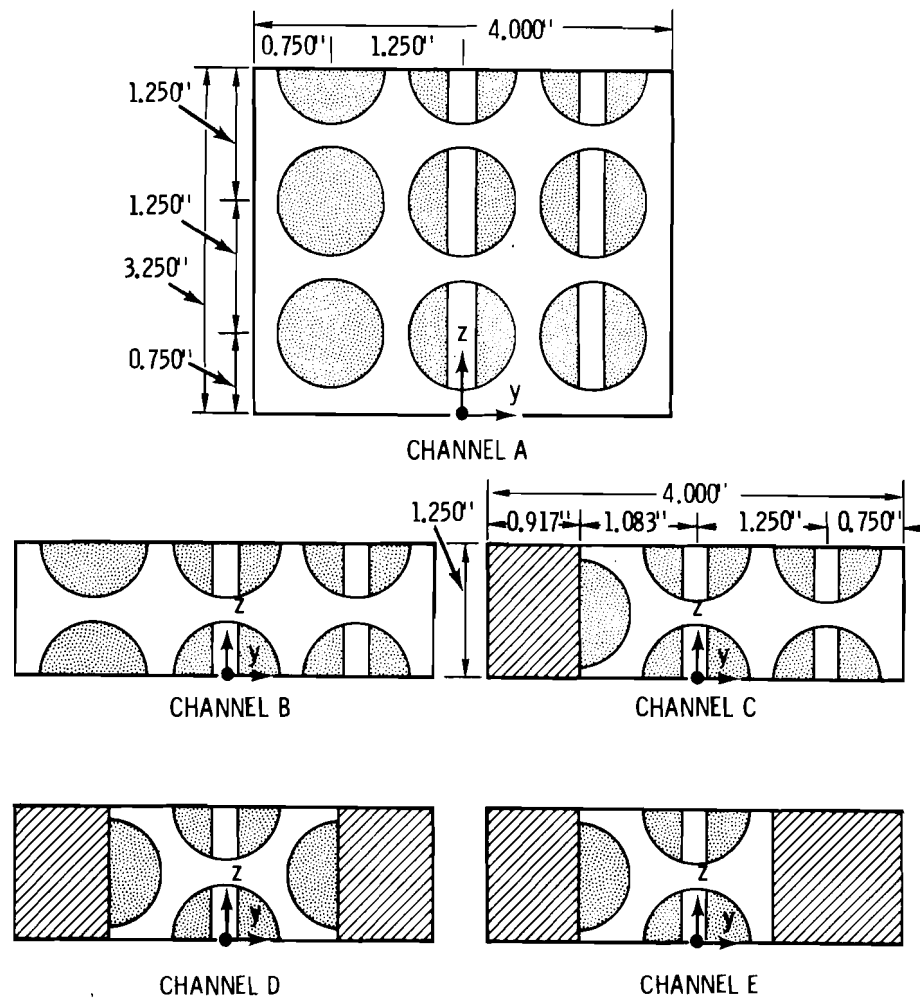 4.000"
0.750" 1.250"
1.250"
1.250"
3.250"
0.750"
z
y
CHANNEL A
1.250"
4.000"
0.917" 1.083" 1.250" 0.750"
z
y
CHANNEL B
z
y
CHANNEL C
z
y
CHANNEL D
z
y
CHANNEL E